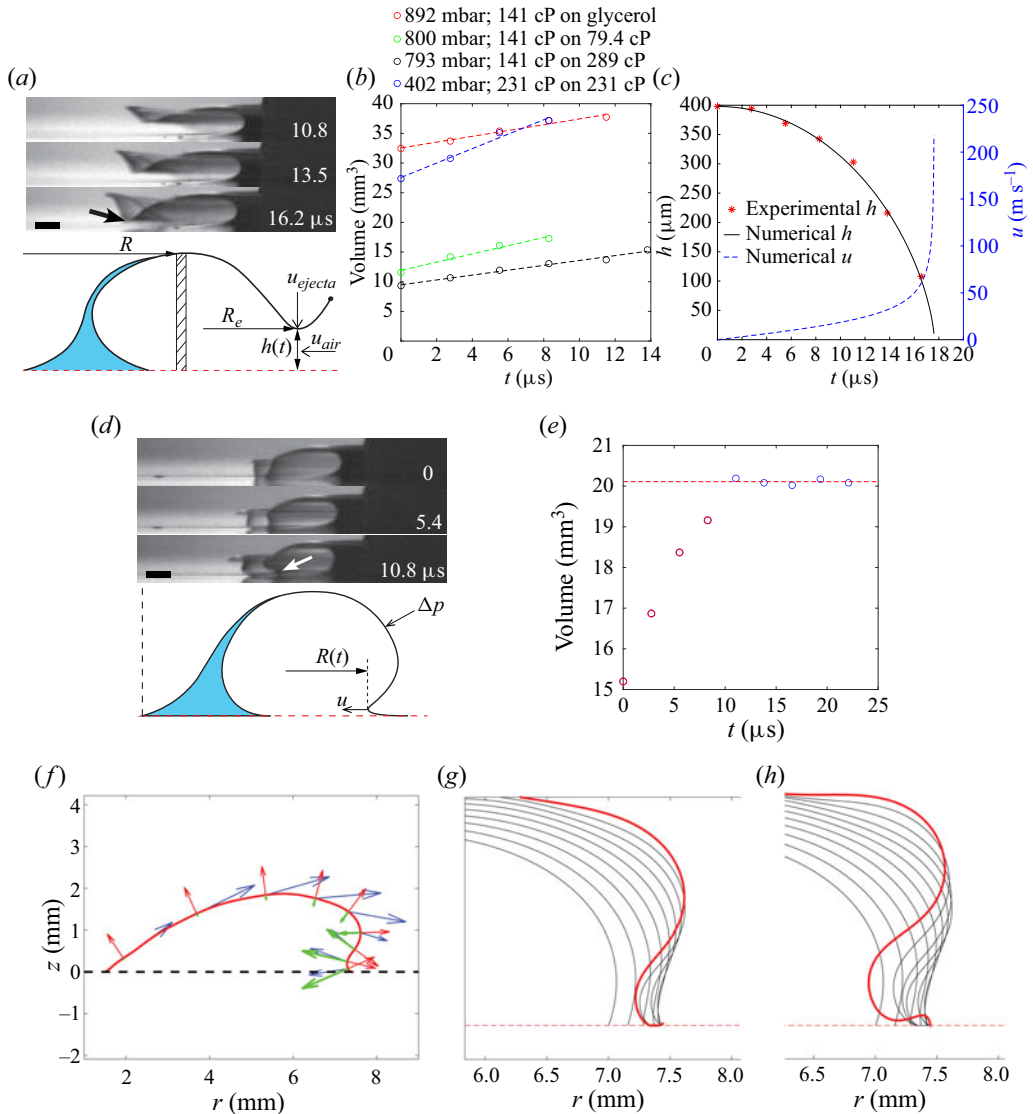 892 mbar; 141 cP on glycerol
800 mbar; 141 cP on 79.4 cP
793 mbar; 141 cP on 289 cP
402 mbar; 231 cP on 231 cP
(a)
10.8
13.5
16.2 μs
R
u_ejecta
R_e
h(t)
u_air
(b)
40
35
30
25
20
15
10
5
0
Volume (mm³)
0 2 4 6 8 10 12 14
t (μs)
(c)
400
350
300
250
200
150
100
50
h (μm)
0 2 4 6 8 10 12 14 16 18 20
t (μs)
250
200
150
100
50
0
u (m s⁻¹)
Experimental h
Numerical h
Numerical u
(d)
0
5.4
10.8 μs
Δp
R(t)
u
(e)
21
20
19
18
17
16
15
Volume (mm³)
0 5 10 15 20 25
t (μs)
(f)
4
3
2
1
0
–1
–2
z (mm)
2 4 6 8
r (mm)
(g)
6.0 6.5 7.0 7.5 8.0
r (mm)
(h)
6.5 7.0 7.5 8.0
r (mm)